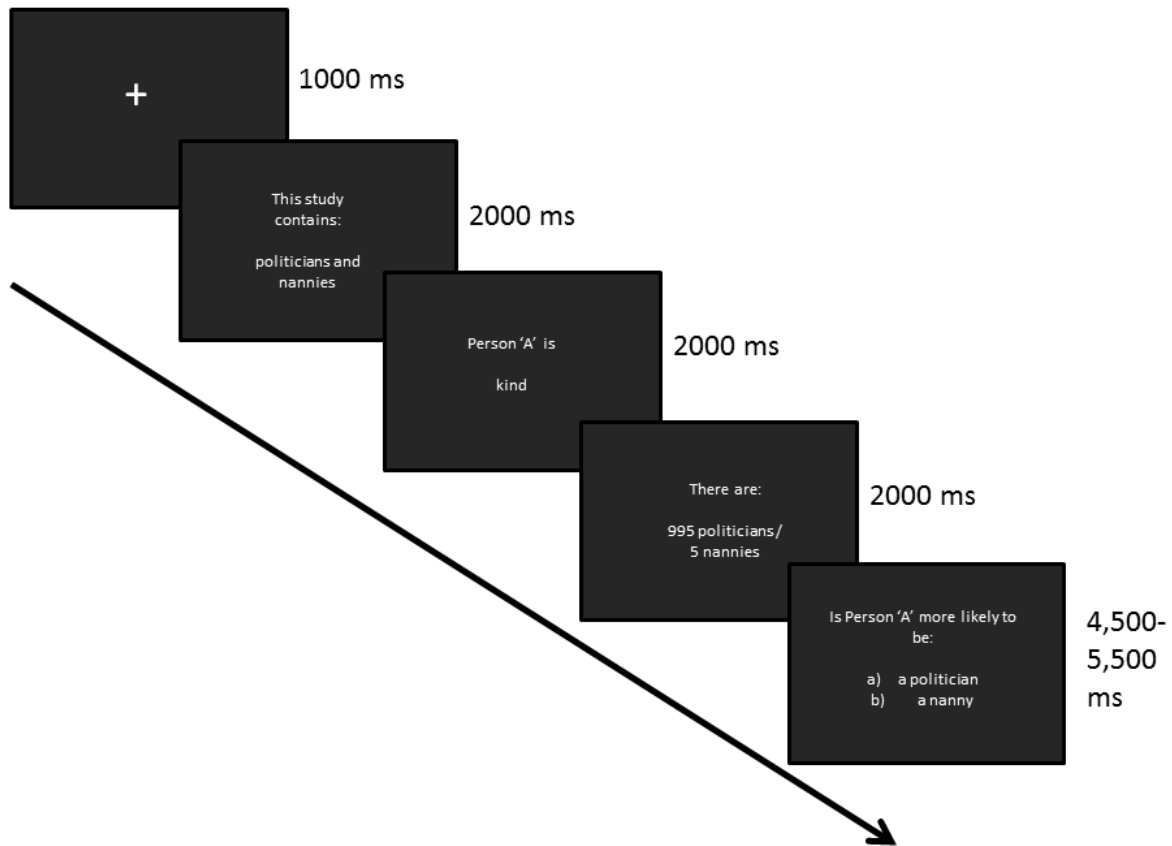 +
1000 ms
This study
contains:
politicians and
nannies
2000 ms
Person ‘A’ is
kind
2000 ms
There are:
995 politicians/
5 nannies
2000 ms
Is Person ‘A’ more likely to
be:
a) a politician
b) a nanny
4,500-
5,500
ms